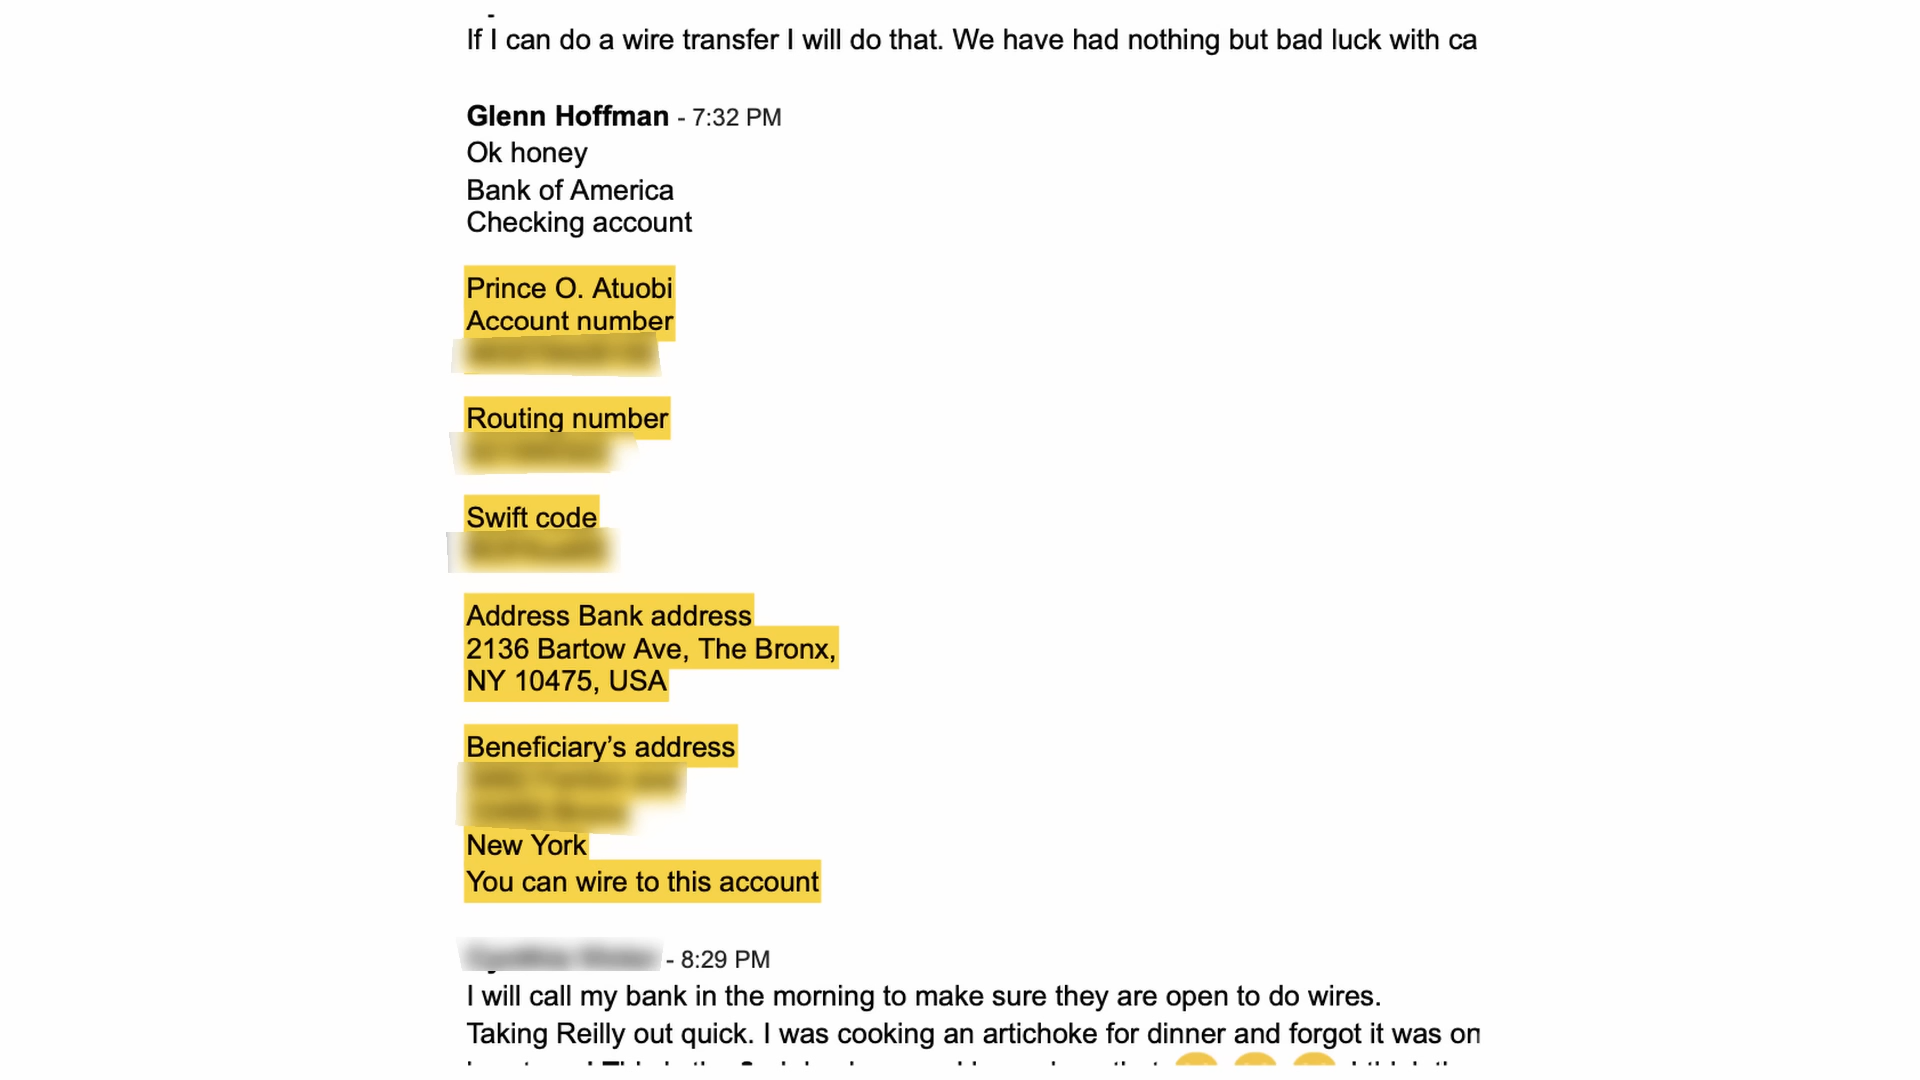 If I can do a wire transfer I will do that. We have had nothing but bad luck with ca
Glenn Hoffman - 7:32 PM
Ok honey
Bank of America
Checking account
Prince O. Atuobi
Account number
Routing number
Swift code
Address Bank address
2136 Bartow Ave, The Bronx,
NY 10475, USA
Beneficiary’s address
New York
You can wire to this account
- 8:29 PM
I will call my bank in the morning to make sure they are open to do wires.
Taking Reilly out quick. I was cooking an artichoke for dinner and forgot it was on